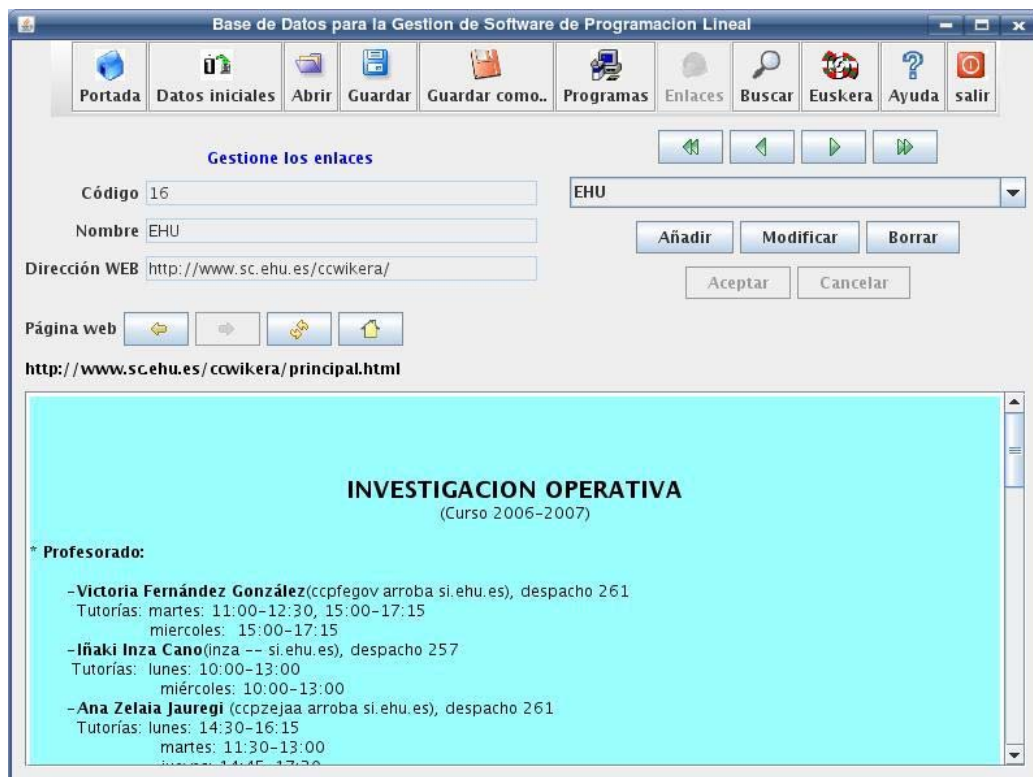 Base de Datos para la Gestion de Software de Programacion Lineal
Portada Datos iniciales Abrir Guardar Guardar como.. Programas Enlaces Buscar Euskera Ayuda salir
Gestione los enlaces
Código 16
EHU
Nombre EHU
Añadir Modificar Borrar
Dirección WEB http://www.sc.ehu.es/ccwikera/
Aceptar Cancelar
Página web
http://www.sc.ehu.es/ccwikera/principal.html
INVESTIGACION OPERATIVA
(Curso 2006-2007)
* Profesorado:
-Victoria Fernández González(ccpfegov arroba si.ehu.es), despacho 261
Tutorías: martes: 11:00-12:30, 15:00-17:15
miercoles: 15:00-17:15
-Iñaki Inza Cano(inza -- si.ehu.es), despacho 257
Tutorías: lunes: 10:00-13:00
miércoles: 10:00-13:00
-Ana Zelaia Jauregi (ccpzejaa arroba si.ehu.es), despacho 261
Tutorías: lunes: 14:30-16:15
martes: 11:30-13:00